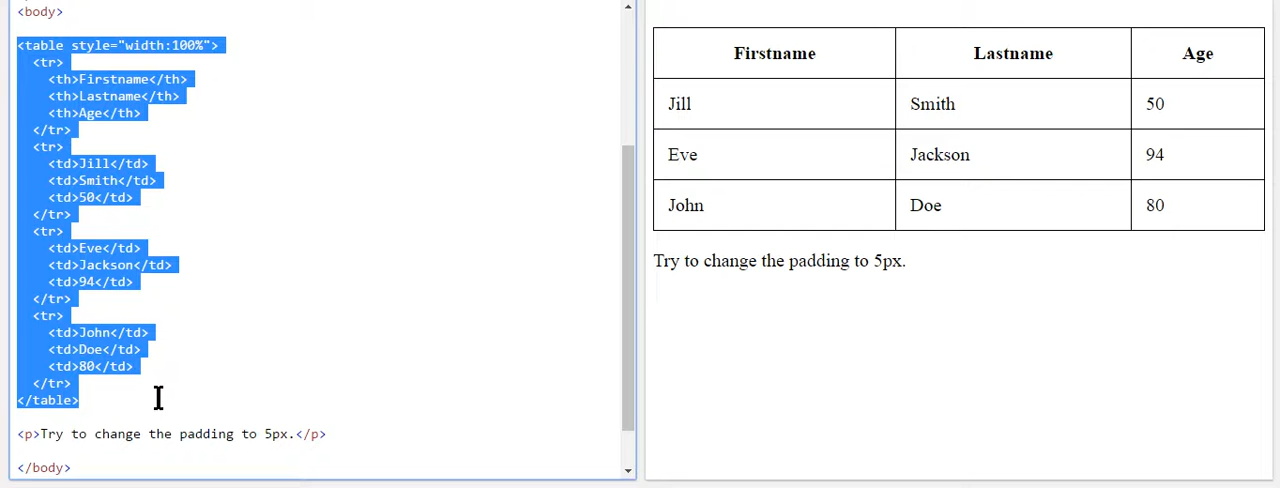 <body>
<table style="width:100%">
<tr>
<th>Firstname</th>
<th>Lastname</th>
<th>Age</th>
</tr>
<tr>
<td>Jill</td>
<td>Smith</td>
<td>50</td>
</tr>
<tr>
<td>Eve</td>
<td>Jackson</td>
<td>94</td>
</tr>
<tr>
<td>John</td>
<td>Doe</td>
<td>80</td>
</tr>
</table>
<p>Try to change the padding to 5px.</p>
</body>
Firstname Lastname Age
Jill Smith 50
Eve Jackson 94
John Doe 80
Try to change the padding to 5px.